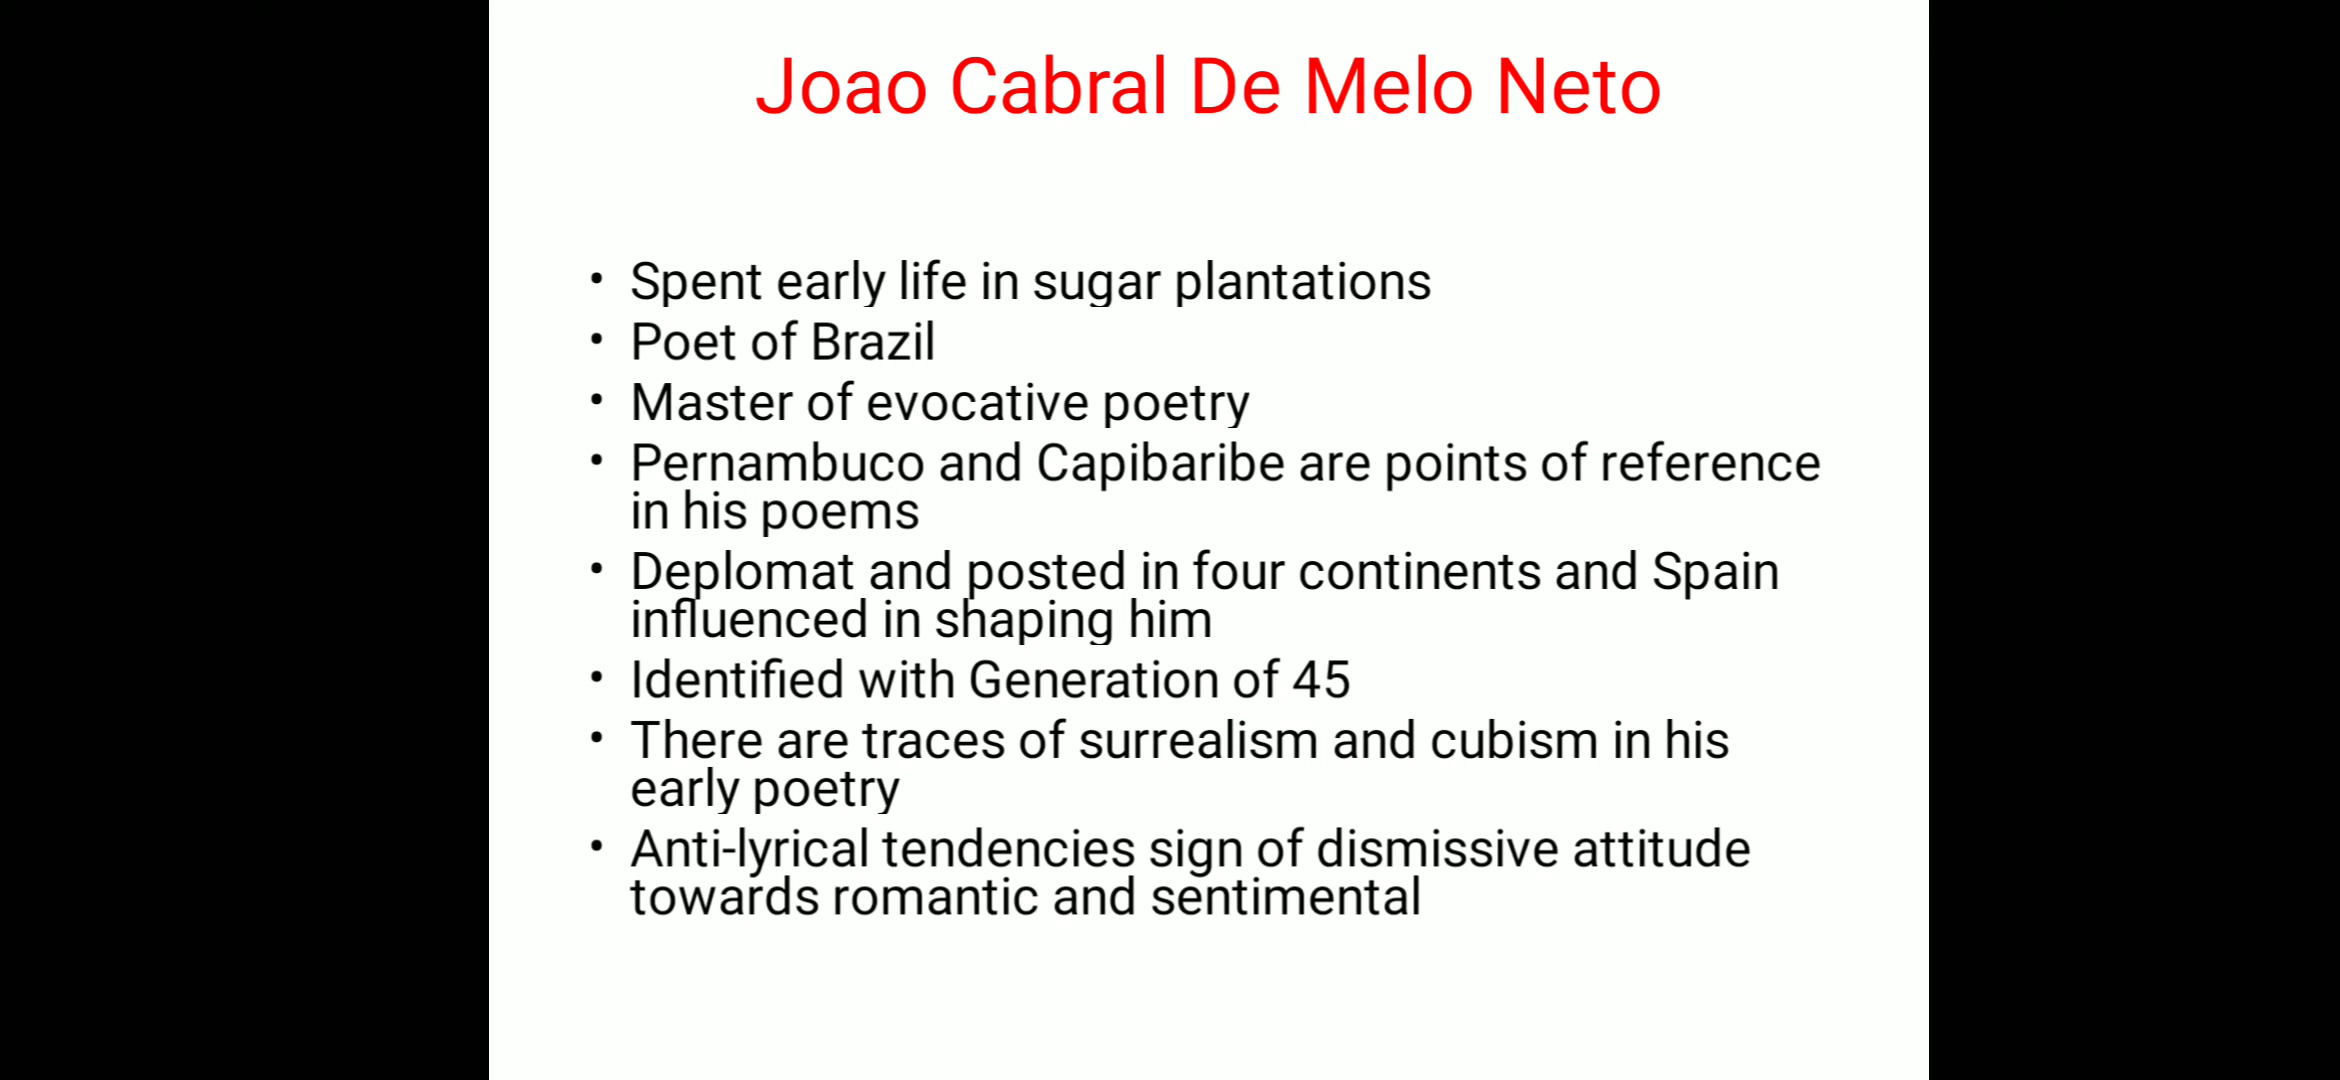 Joao Cabral De Melo Neto
• Spent early life in sugar plantations
• Poet of Brazil
• Master of evocative poetry
• Pernambuco and Capibaribe are points of reference
in his poems
• Deplomat and posted in four continents and Spain
influenced in shaping him
• Identified with Generation of 45
• There are traces of surrealism and cubism in his
early poetry
• Anti-lyrical tendencies sign of dismissive attitude
towards romantic and sentimental